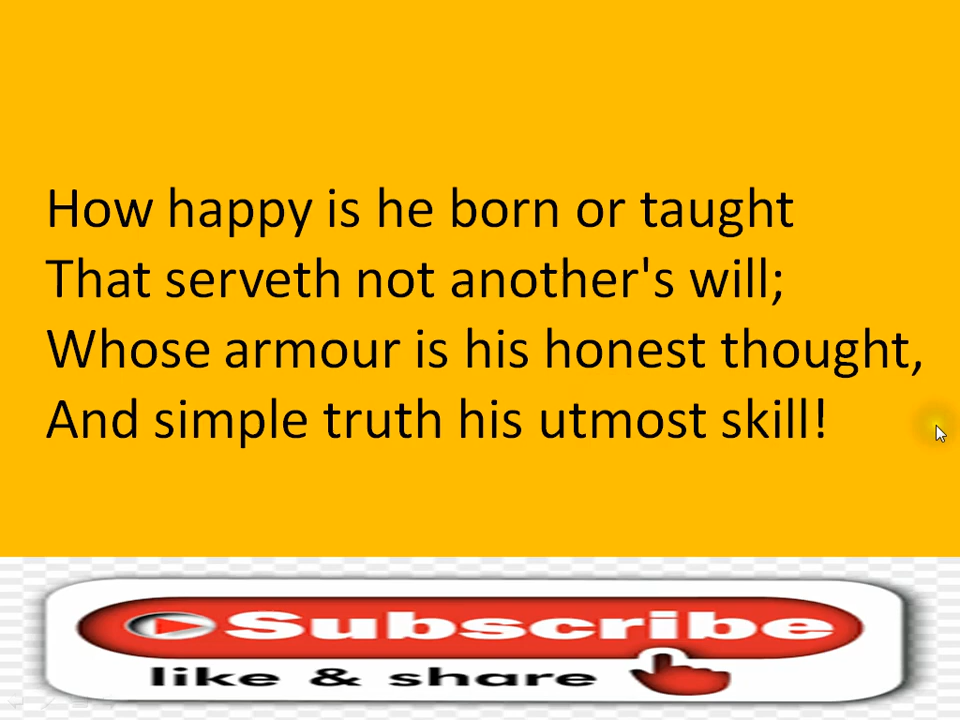 How happy is he born or taught
That serveth not another's will;
Whose armour is his honest thought,
And simple truth his utmost skill!
Subscribe
like & share